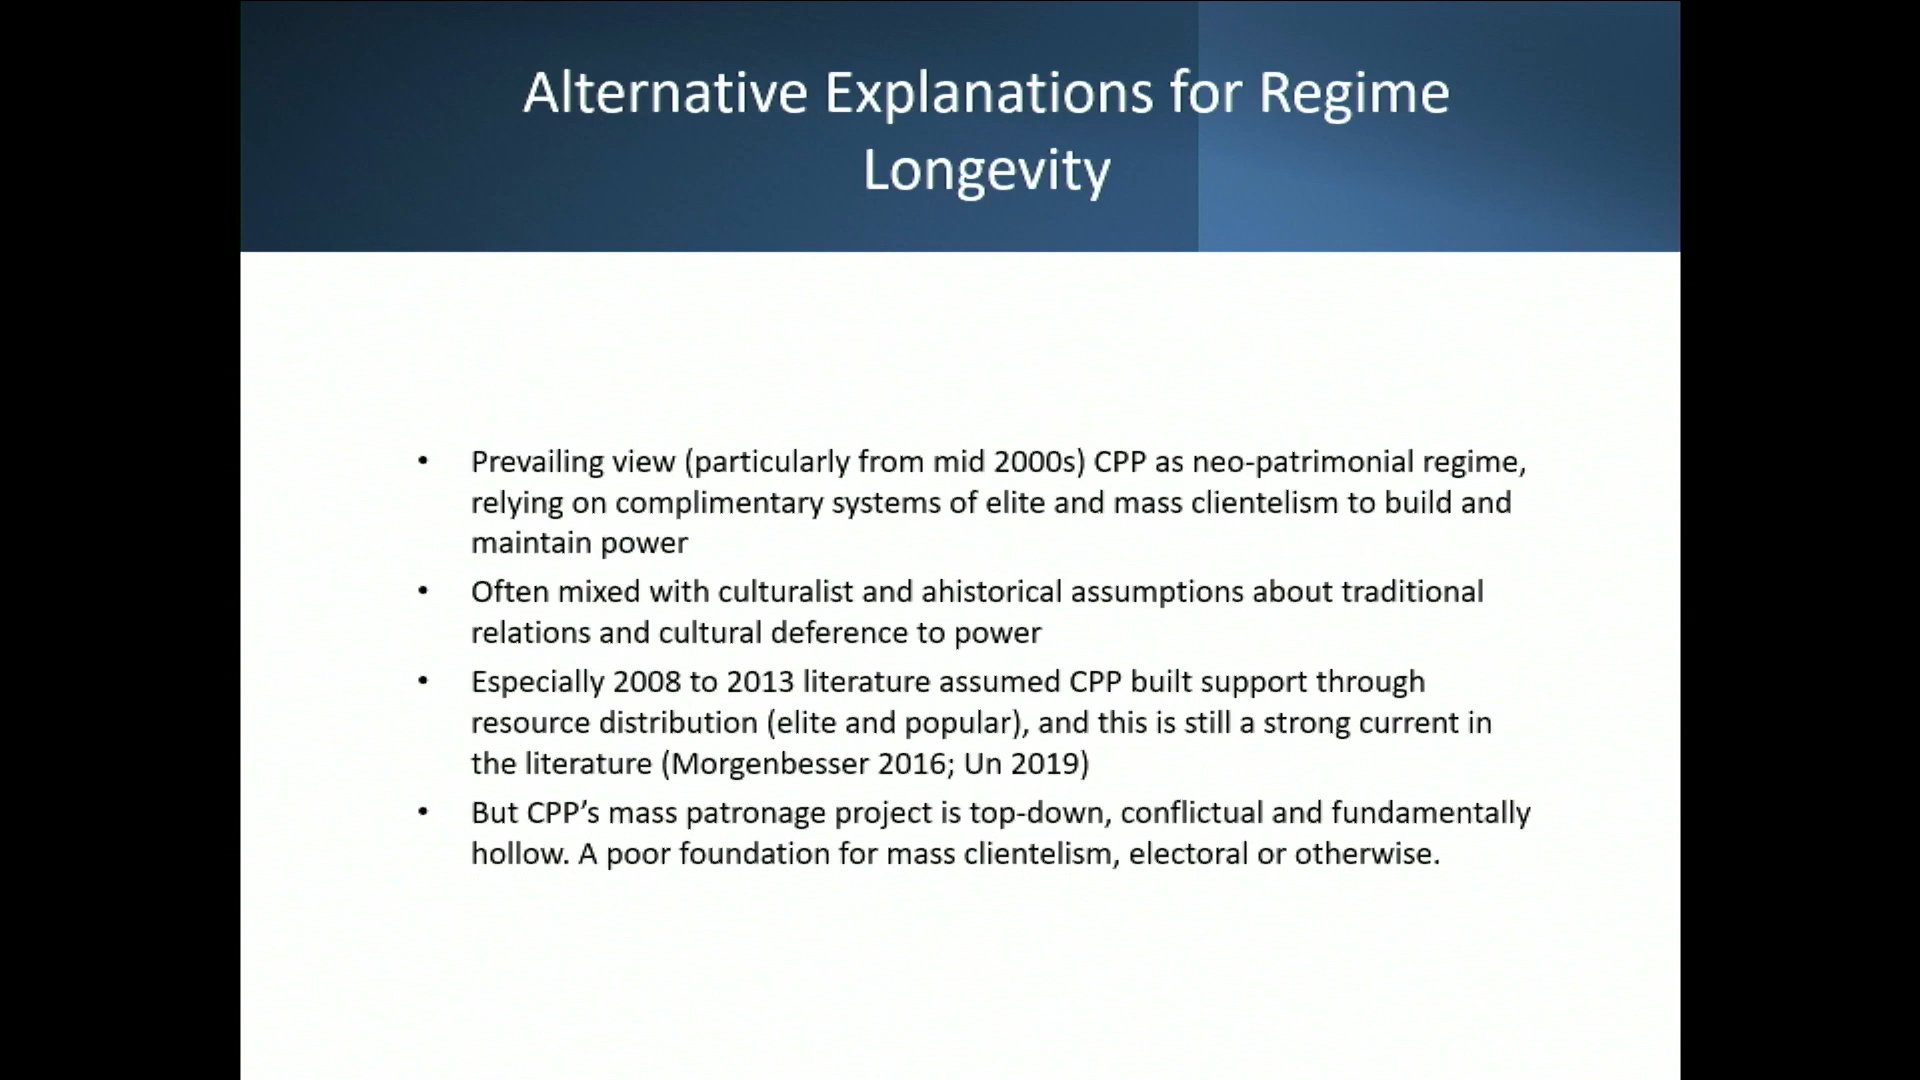 Alternative Explanations for Regime
Longevity
• Prevailing view (particularly from mid 2000s) CPP as neo-patrimonial regime,
relying on complimentary systems of elite and mass clientelism to build and
maintain power
• Often mixed with culturalist and ahistorical assumptions about traditional
relations and cultural deference to power
• Especially 2008 to 2013 literature assumed CPP built support through
resource distribution (elite and popular), and this is still a strong current in
the literature (Morgenbesser 2016; Un 2019)
• But CPP’s mass patronage project is top-down, conflictual and fundamentally
hollow. A poor foundation for mass clientelism, electoral or otherwise.